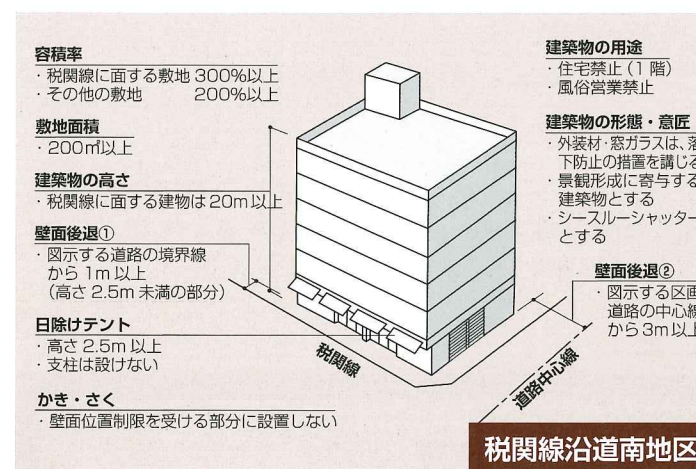 容積率
・税関線に面する敷地 300%以上
・その他の敷地 200%以上
敷地面積
・200㎡以上
建築物の高さ
・税関線に面する建物は20m以上
壁面後退①
・図示する道路の境界線
から1m以上
(高さ2.5m未満の部分)
日除けテント
・高さ2.5m以上
・支柱は設けない
かき・さく
・壁面位置制限を受ける部分に設置しない
税関線
建築物の用途
・住宅禁止(1階)
・風俗営業禁止
建築物の形態・意匠
・外装材・窓ガラスは、落
下防止の措置を講じる
・景観形成に寄与する
建築物とする
・シースルーシャッター
とする
壁面後退②
・図示する区画
道路の中心線
から3m以上
道路中心線
税関線沿道南地区